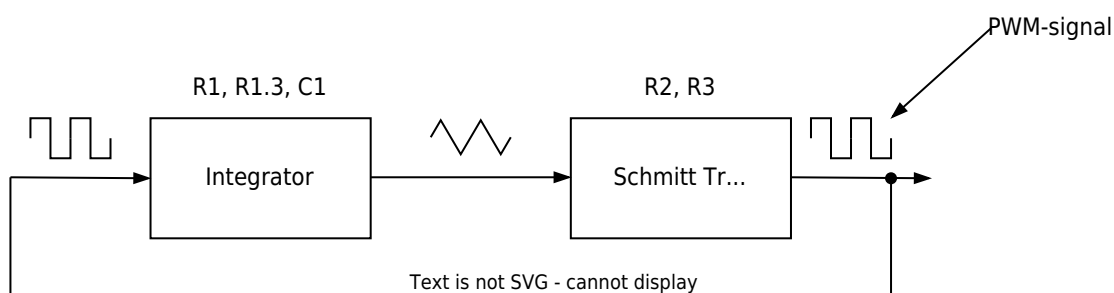 PWM-signal
R1, R1.3, C1
R2, R3
Integrator
Schmitt Tr...
Text is not SVG - cannot display